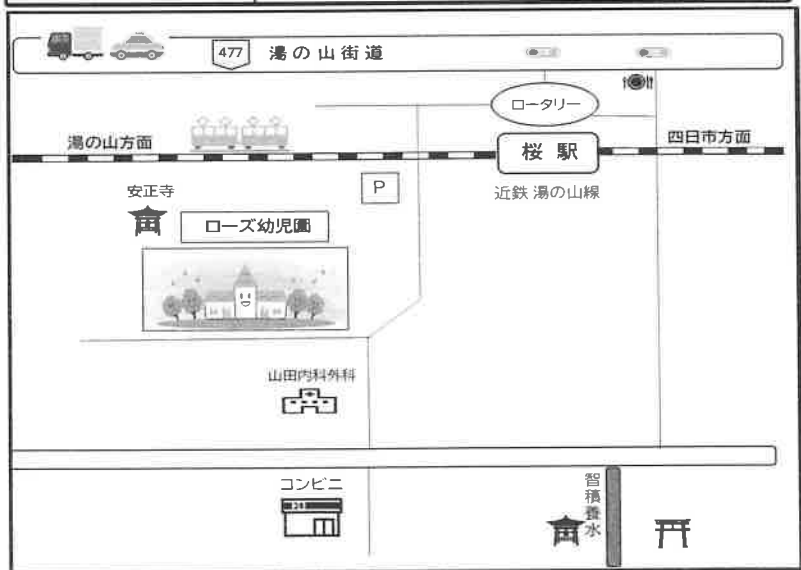 477 湯の山街道
ロータリー
湯の山方面
桜駅
四日市方面
P
近鉄 湯の山線
安正寺
ローズ幼児園
山田内科外科
コンビニ
24
智積養水